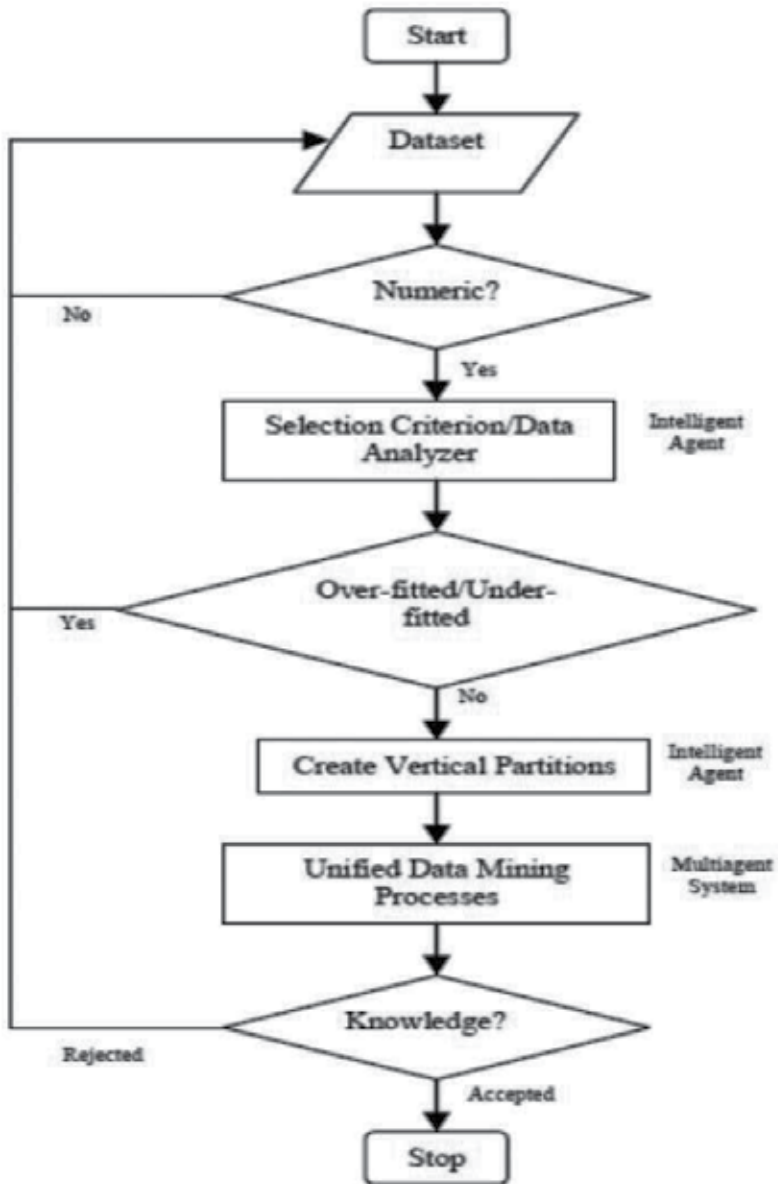 Start
Dataset
Numeric?
No
Yes
Selection Criterion/Data
Analyzer
Intelligent
Agent
Over-fitted/Under-
fitted
Yes
No
Create Vertical Partitions
Intelligent
Agent
Unified Data Mining
Processes
Multiagent
System
Knowledge?
Rejected
Accepted
Stop